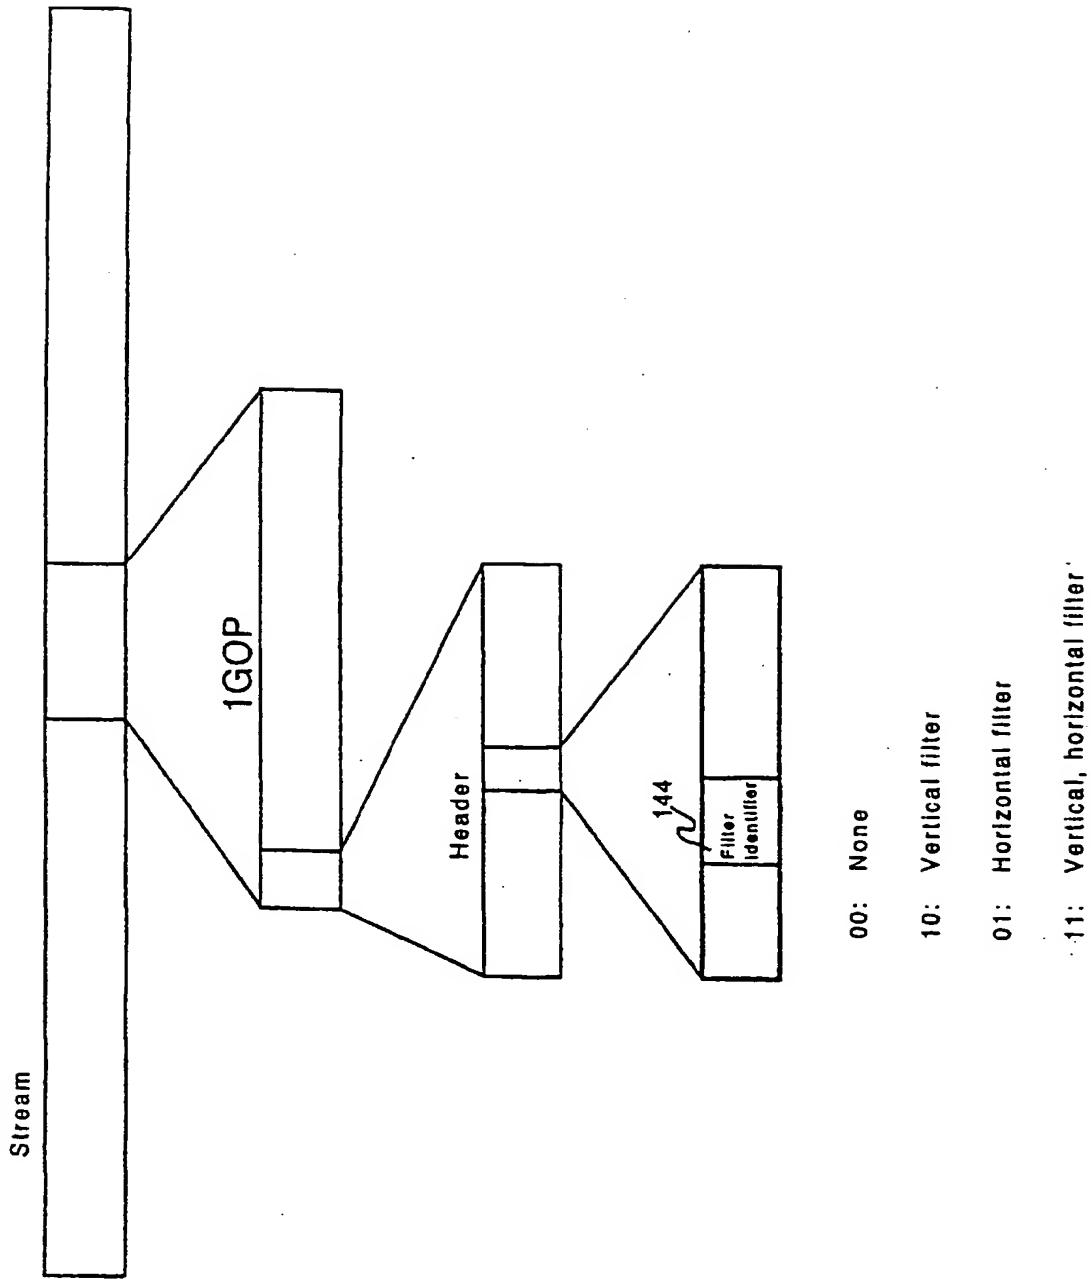 Stream
1GOP
Header
144
Filter
Identifier
00: None
10: Vertical filter
01: Horizontal filter
11: Vertical, horizontal filter